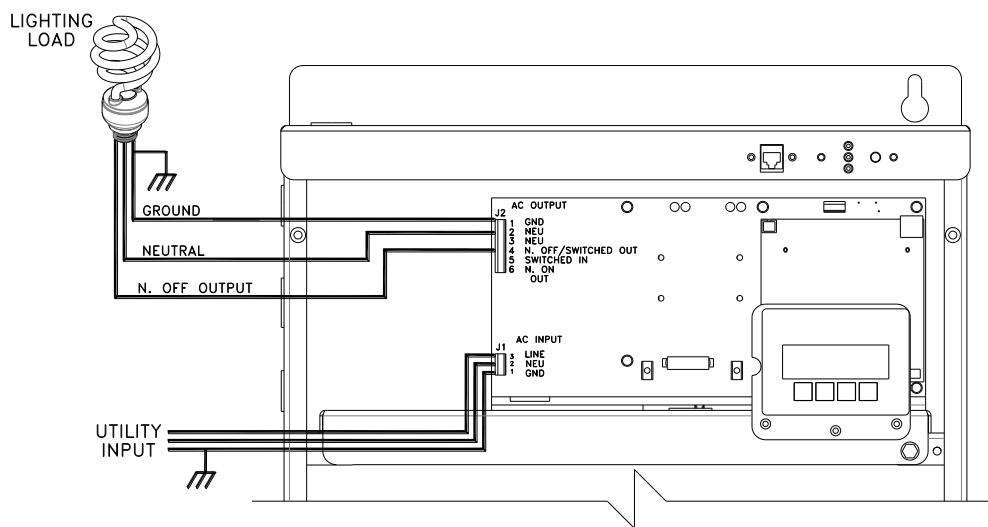 LIGHTING
LOAD
GROUND
NEUTRAL
N. OFF OUTPUT
AC OUTPUT
J2
1 GND
2 NEU
3 NEU
4 N. OFF/SWITCHED OUT
5 SWITCHED IN
6 N. ON
OUT
AC INPUT
J1
3 LINE
2 NEU
1 GND
UTILITY
INPUT